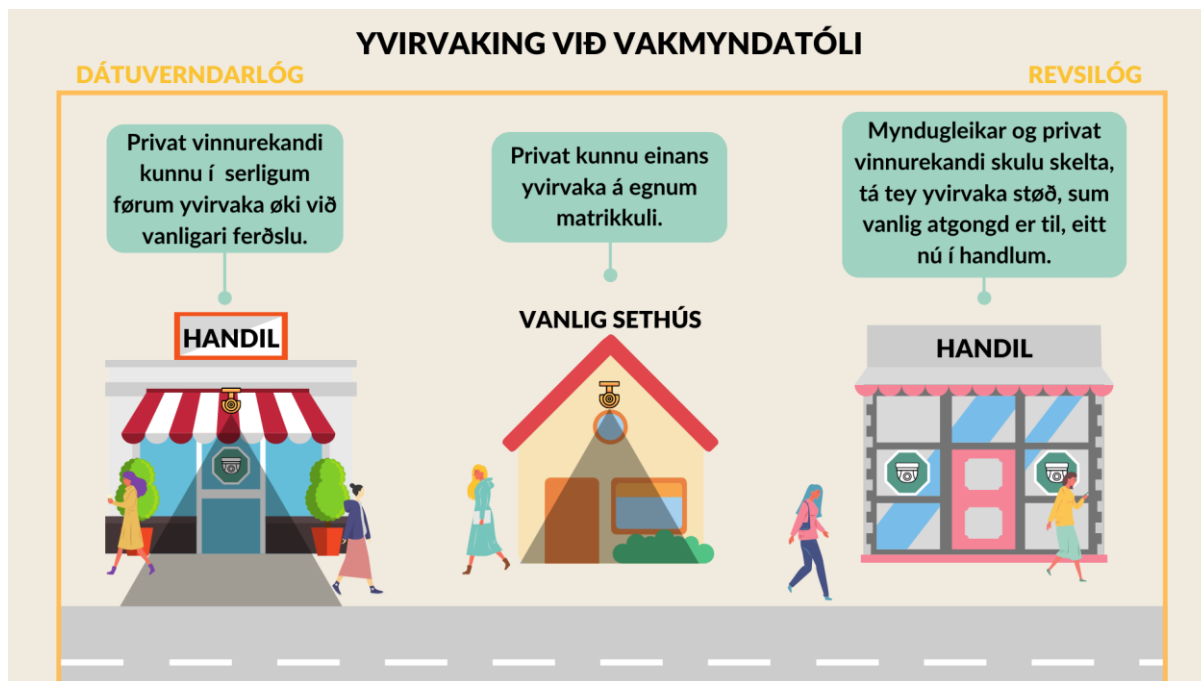 YVIRVAKING VIÐ VAKMYNDATÓLI
DÁTUVERNDARLÓG
REVSILÓG
Privat vinnurekandi
kunnu í serligum
førum yvirvaka øki við
vanligari ferðslu.
Privat kunnu einans
yvirvaka á egnum
matrikkuli.
Myndugleikar og privat
vinnurekandi skulu skelta,
tá tey yvirvaka støð, sum
vanlig atgongd er til, eitt
nú í handlum.
HANDIL
VANLIG SETHÚS
HANDIL